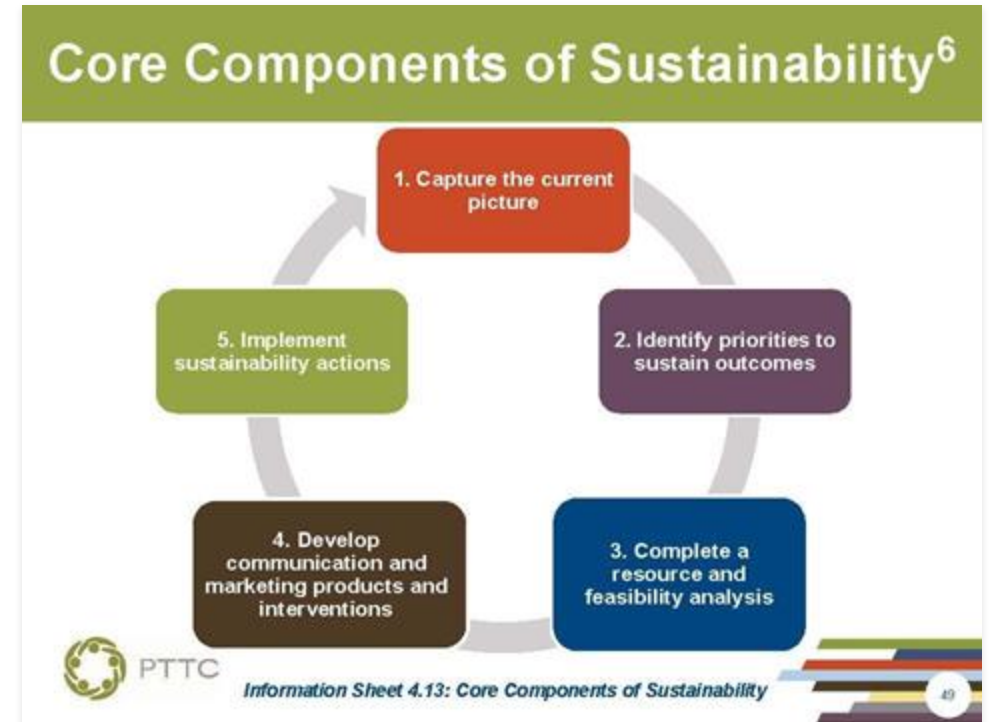 Core Components of Sustainability⁶
1. Capture the current
picture
2. Identify priorities to
sustain outcomes
3. Complete a
resource and
feasibility analysis
4. Develop
communication and
marketing products and
interventions
5. Implement
sustainability actions
PTTC
Information Sheet 4.13: Core Components of Sustainability
49